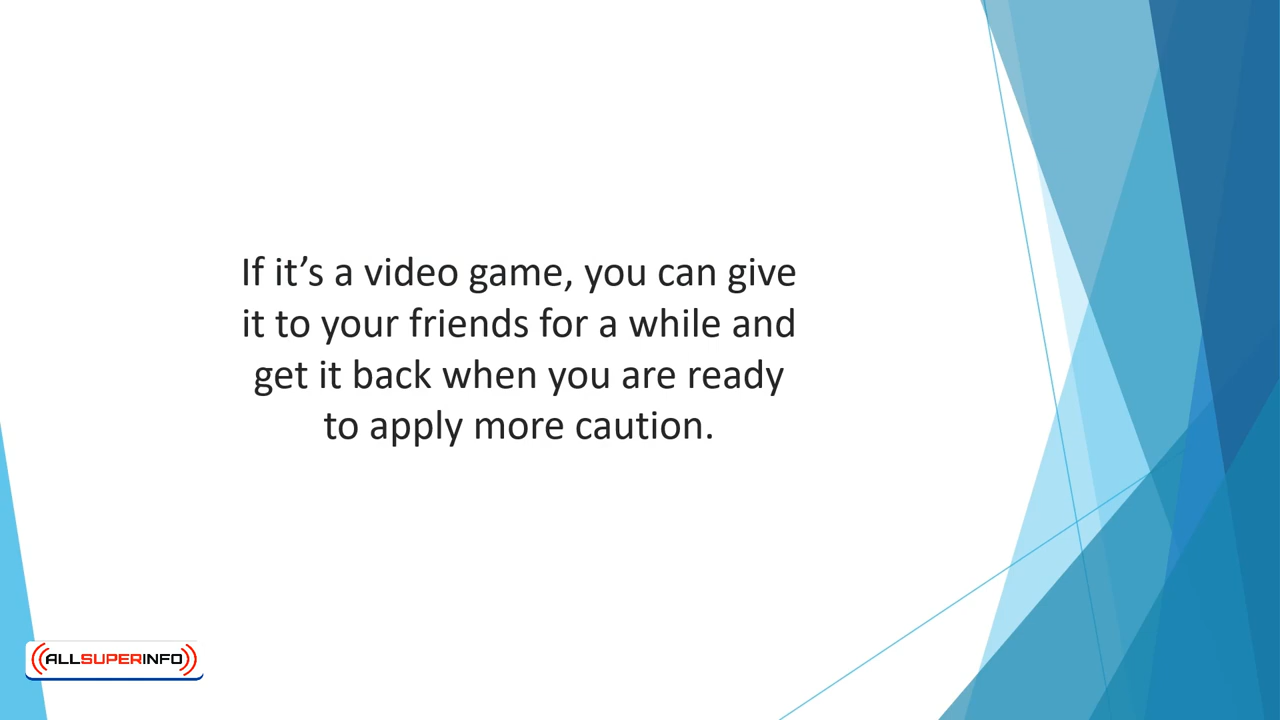 If it’s a video game, you can give
it to your friends for a while and
get it back when you are ready
to apply more caution.
ALLSUPERINFO